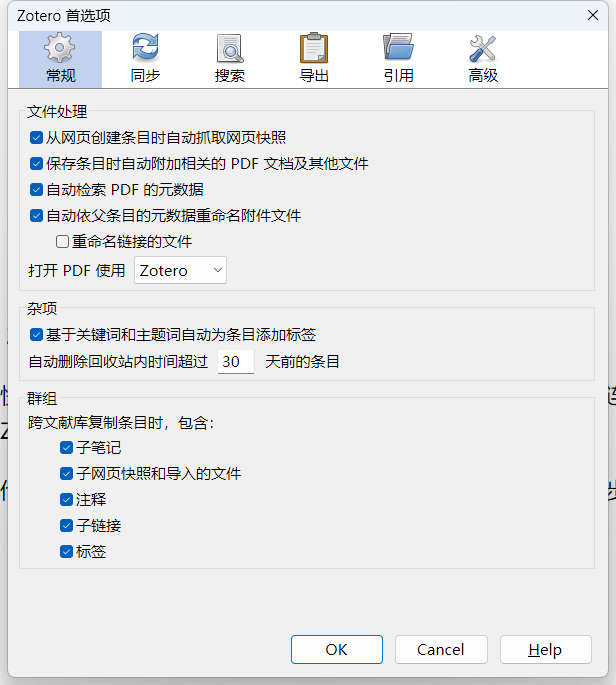 Zotero 首选项
常规 同步 搜索 导出 引用 高级
文件处理
从网页创建条目时自动抓取网页快照
保存条目时自动附加相关的 PDF 文档及其他文件
自动检索 PDF 的元数据
自动依父条目的元数据重命名附件文件
重命名链接的文件
打开 PDF 使用 Zotero
杂项
基于关键词和主题词自动为条目添加标签
自动删除回收站内时间超过 30 天前的条目
群组
跨文献库复制条目时，包含：
子笔记
子网页快照和导入的文件
注释
子链接
标签
OK Cancel Help